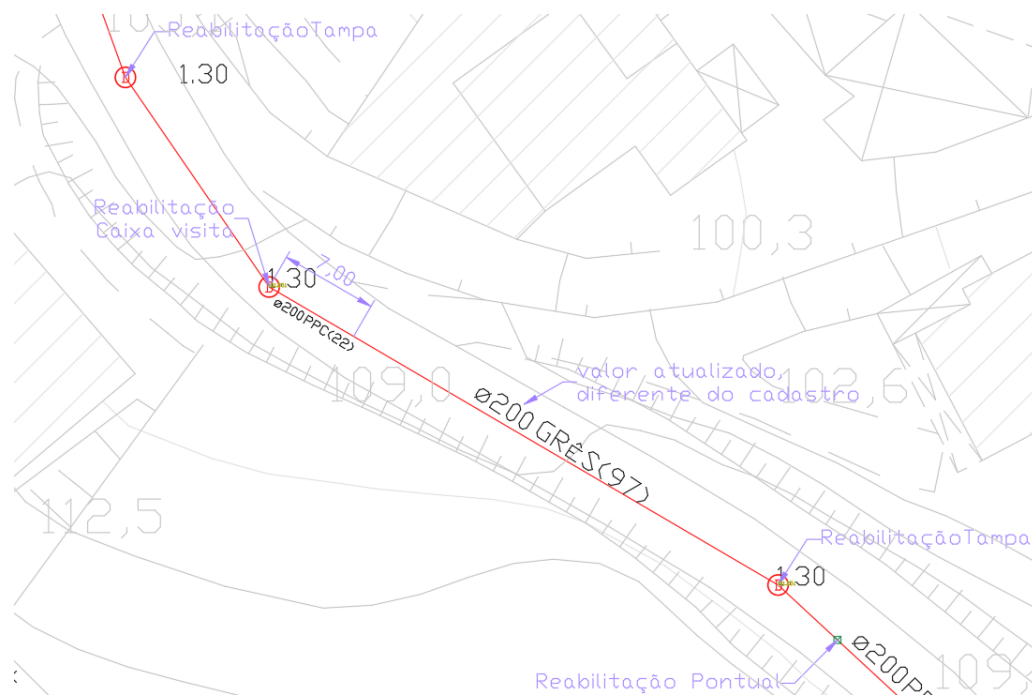 ReabilitaçãoTampa
1.30
Reabilitação
Caixa visita
1.30
7,00
ø200PPC(22)
100,3
109,0
valor atualizado,
diferente do cadastro
102,6
Ø200 GRÊS(97)
112,5
ReabilitaçãoTampa
1.30
Reabilitação Pontual
109,